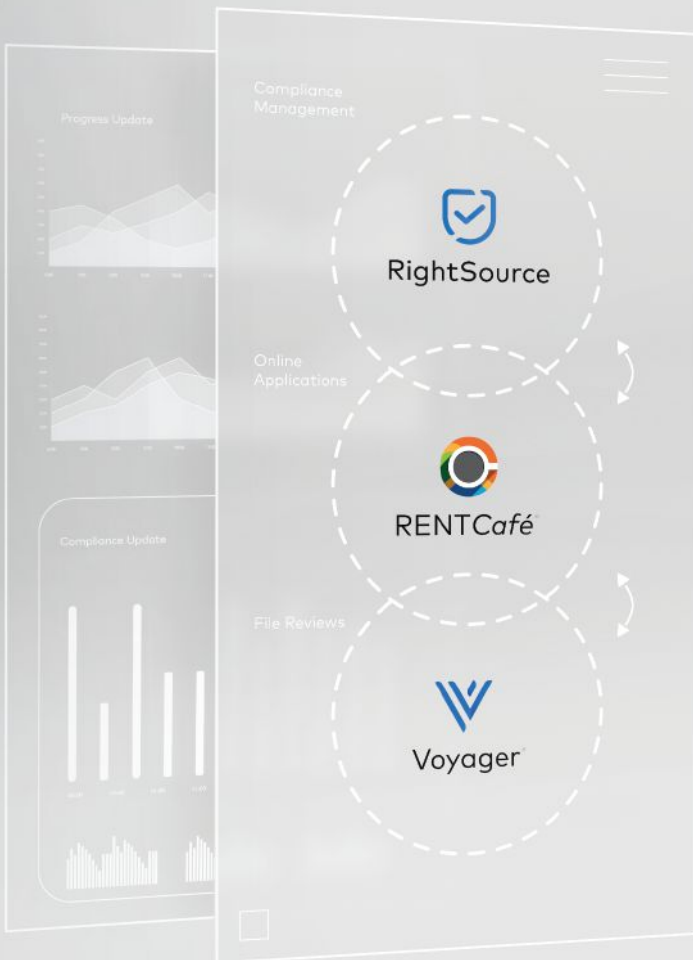 Compliance
Management
Progress Update
RightSource
Online
Applications
RENTCafé
Compliance Update
File Reviews
Voyager